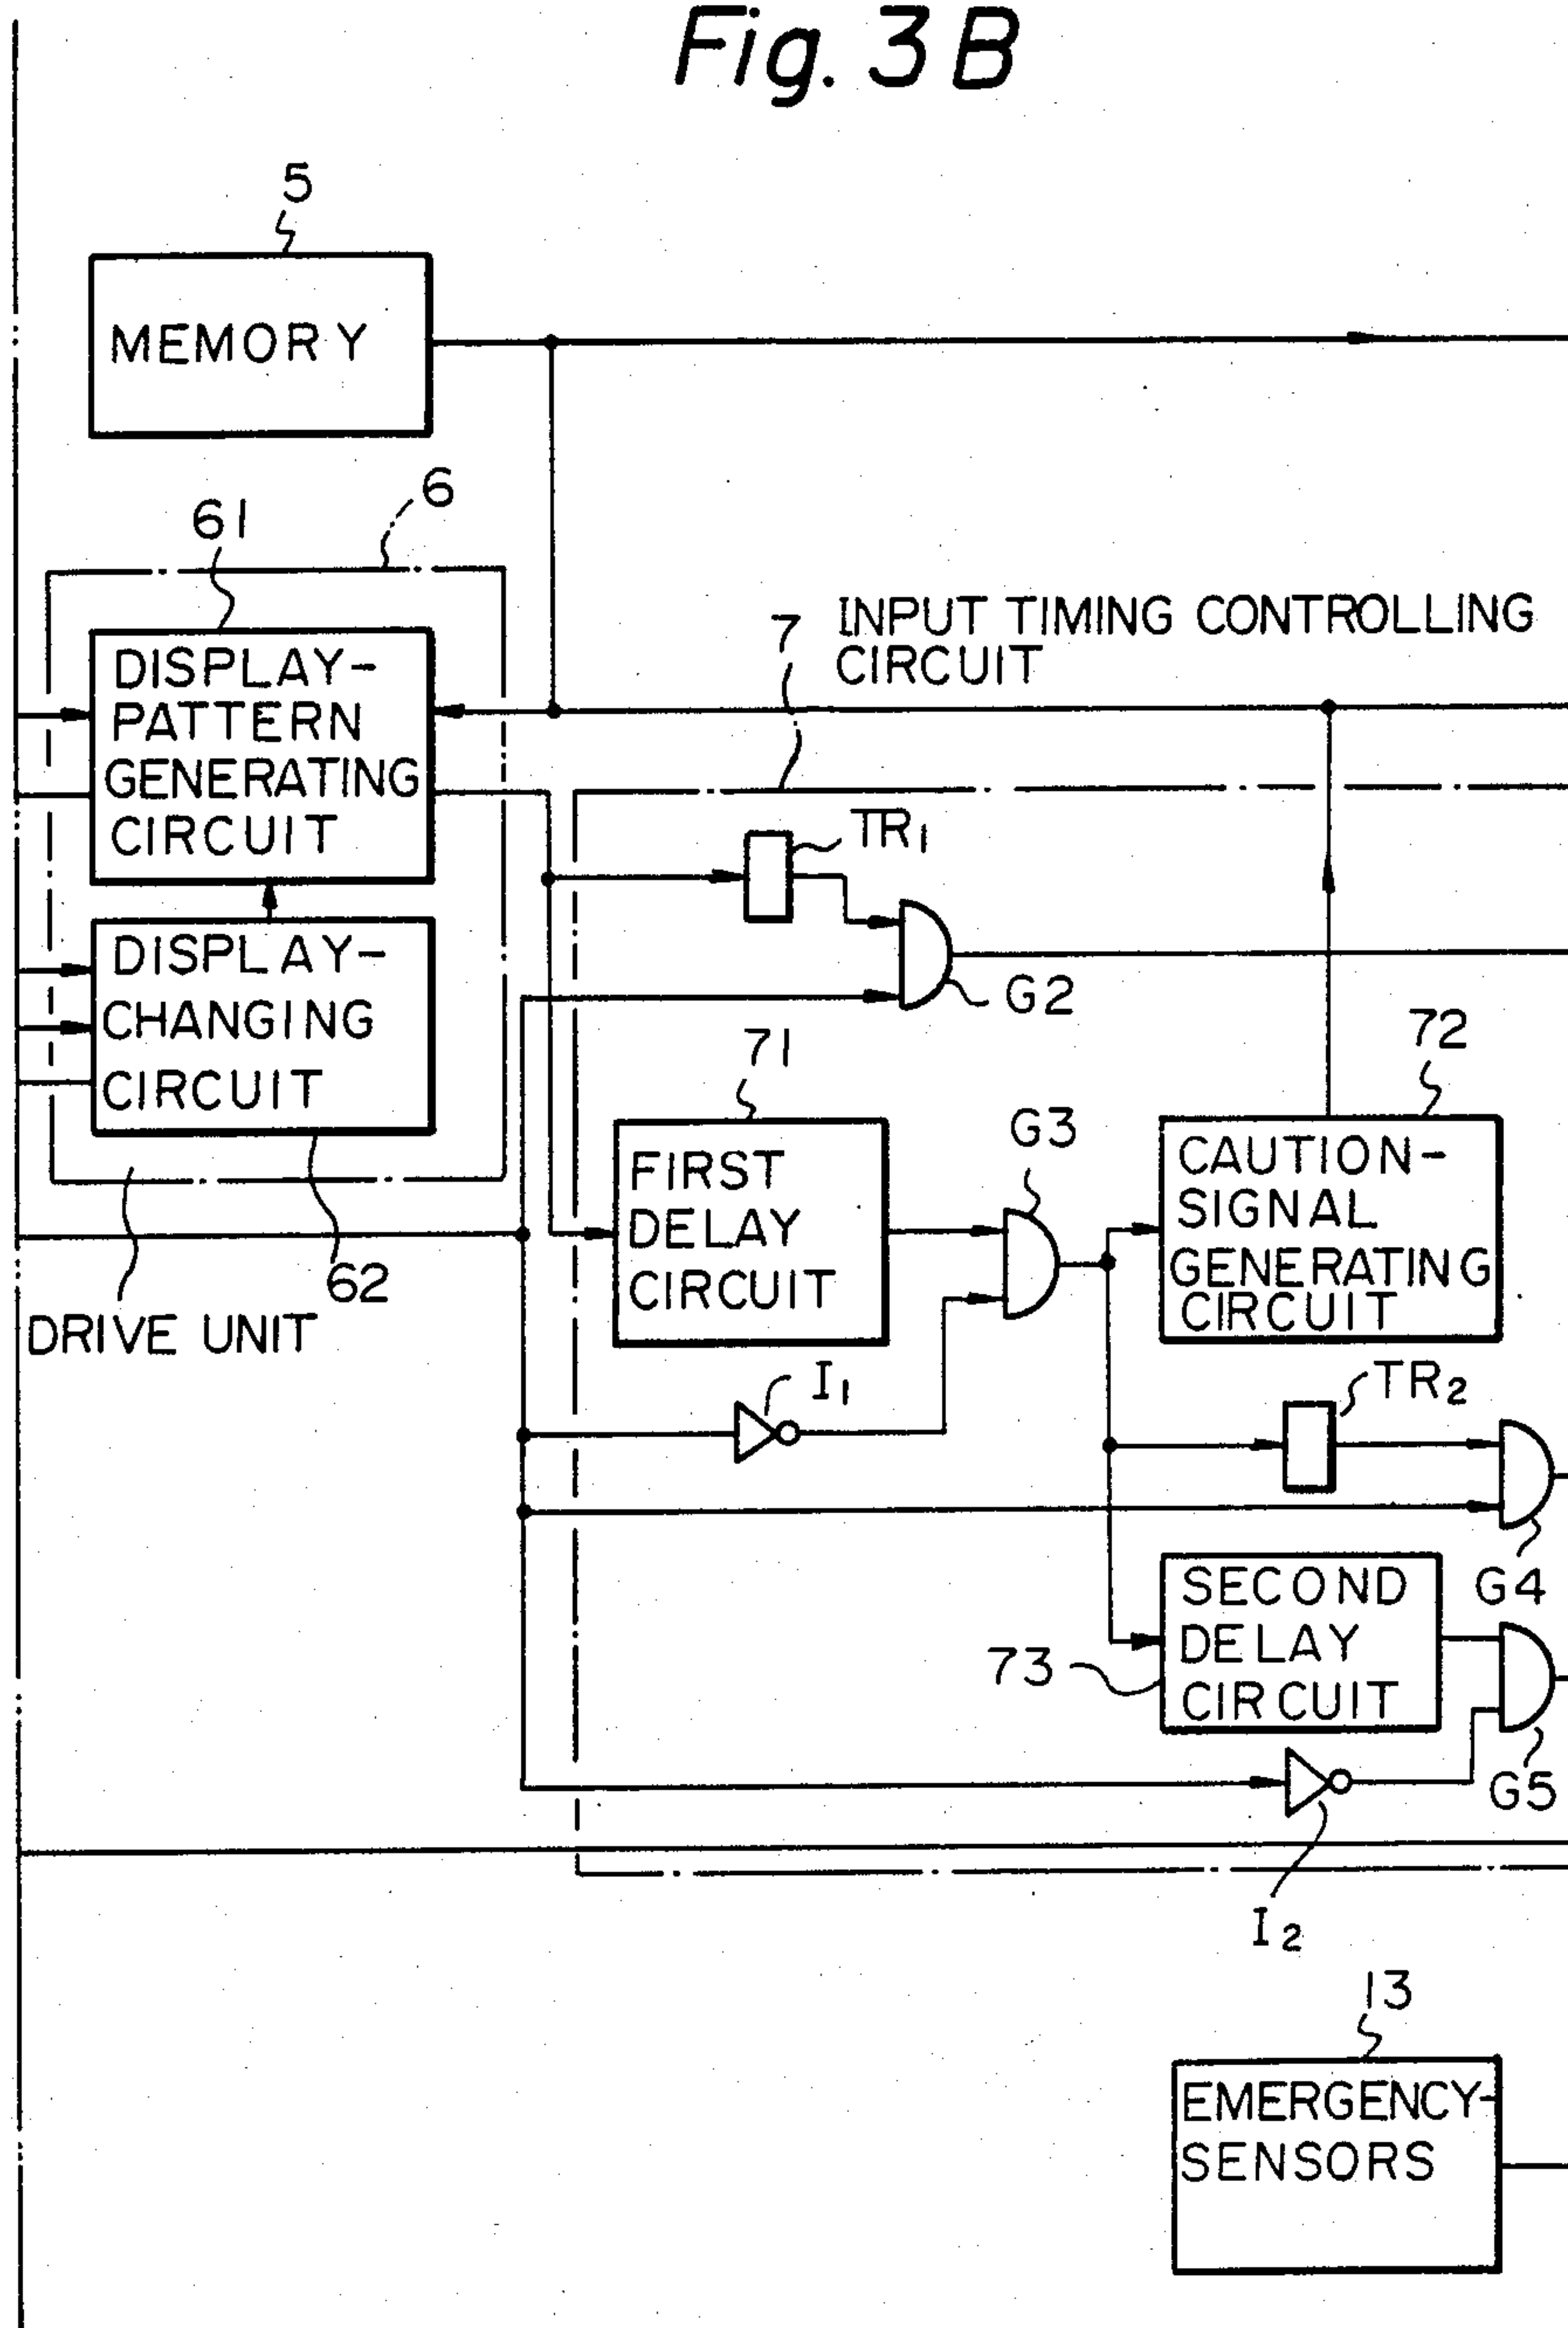 Fig. 3B
5
MEMORY
6
61
DISPLAY-
PATTERN
GENERATING
CIRCUIT
7
INPUT TIMING CONTROLLING
CIRCUIT
TR1
G2
DISPLAY-
CHANGING
CIRCUIT
62
DRIVE UNIT
71
FIRST
DELAY
CIRCUIT
G3
72
CAUTION-
SIGNAL
GENERATING
CIRCUIT
I1
TR2
G4
73
SECOND
DELAY
CIRCUIT
G5
I2
13
EMERGENCY-
SENSORS